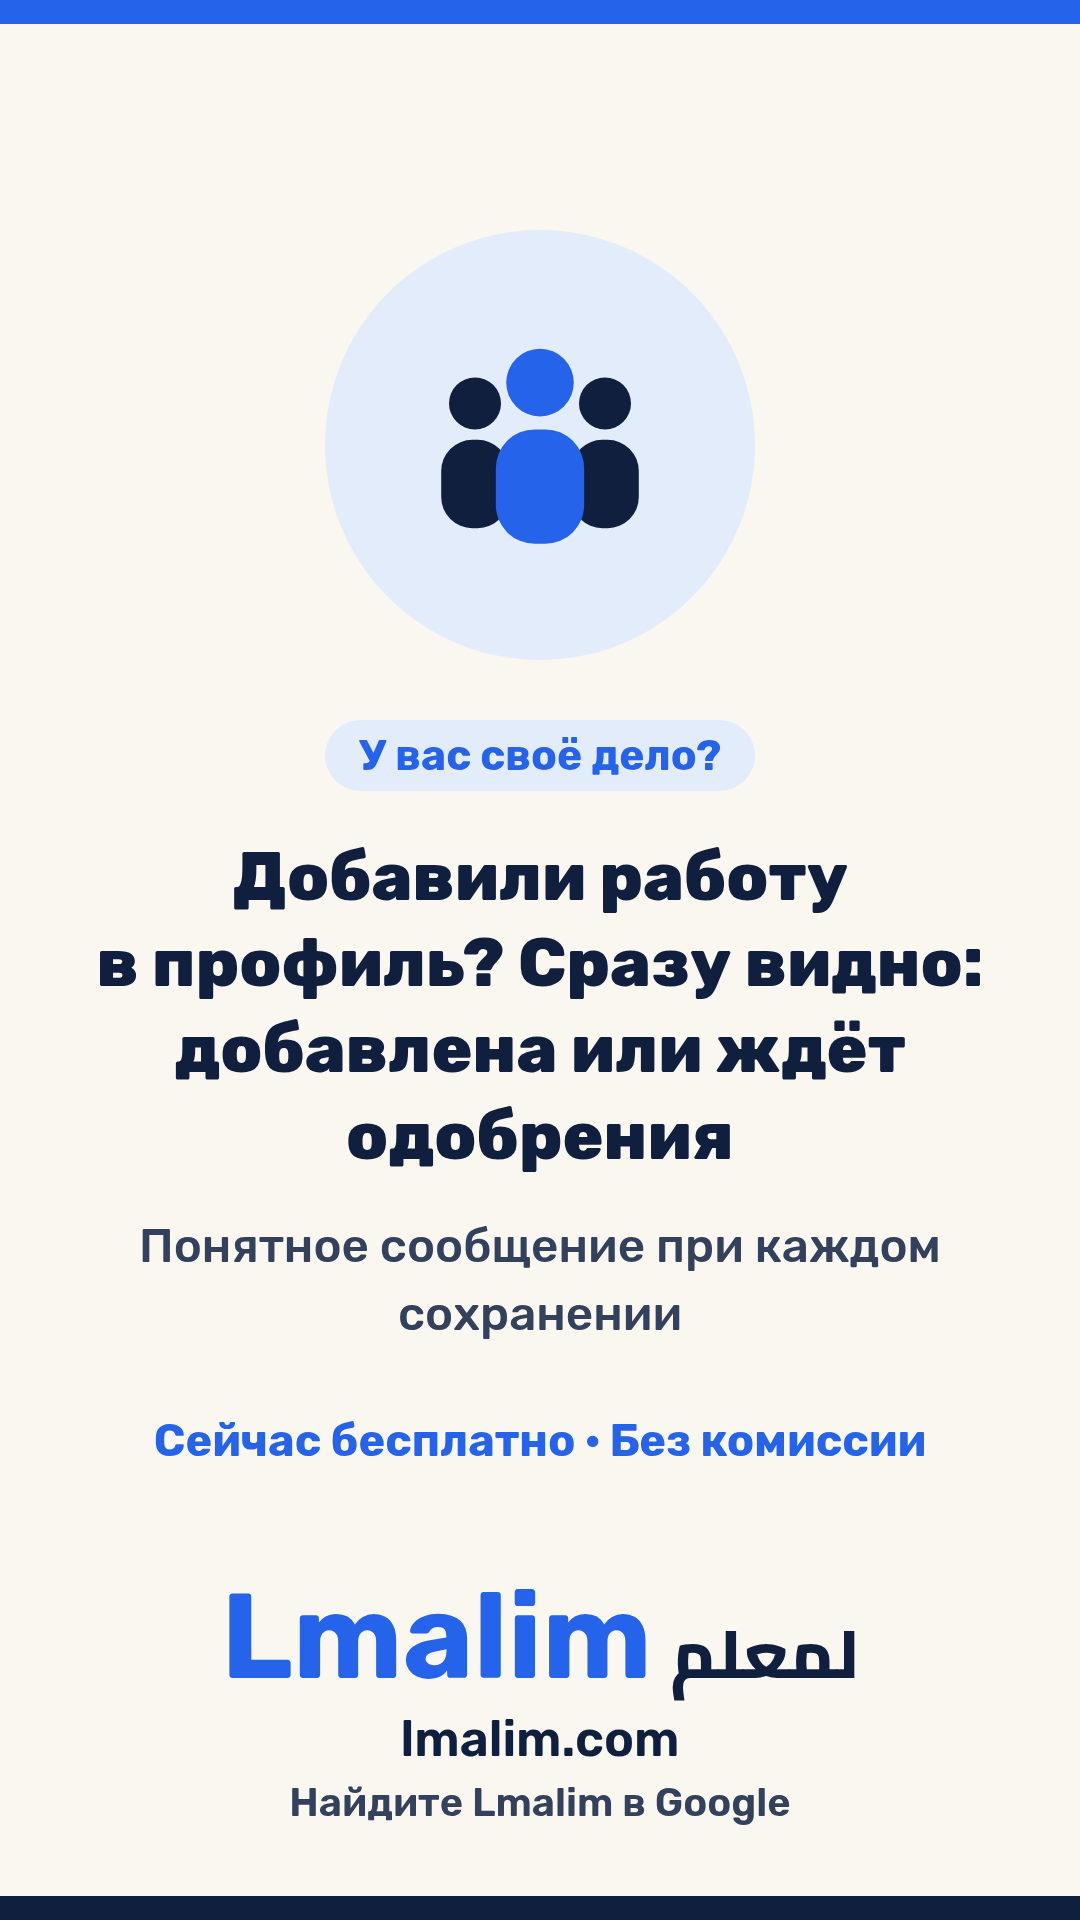 У вас своё дело?
Добавили работу
в профиль? Сразу видно:
добавлена или ждёт
одобрения
Понятное сообщение при каждом
сохранении
Сейчас бесплатно • Без комиссии
Lmalim لمعلم
lmalim.com
Найдите Lmalim в Google